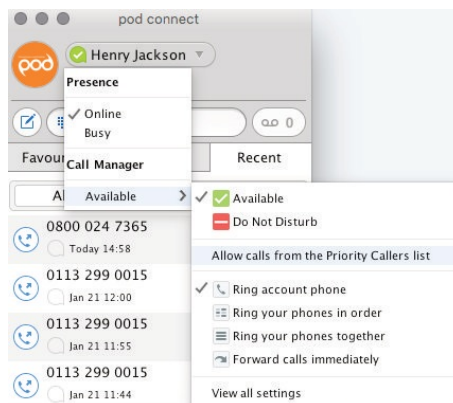 pod connect
pod
Henry Jackson
Presence
Online
Busy
0
Call Manager
Recent
Available
Available
Do Not Disturb
Allow calls from the Priority Callers list
Ring account phone
Ring your phones in order
Ring your phones together
Forward calls immediately
View all settings
0800 024 7365
Today 14:58
0113 299 0015
Jan 21 12:00
0113 299 0015
Jan 21 11:55
0113 299 0015
Jan 21 11:44